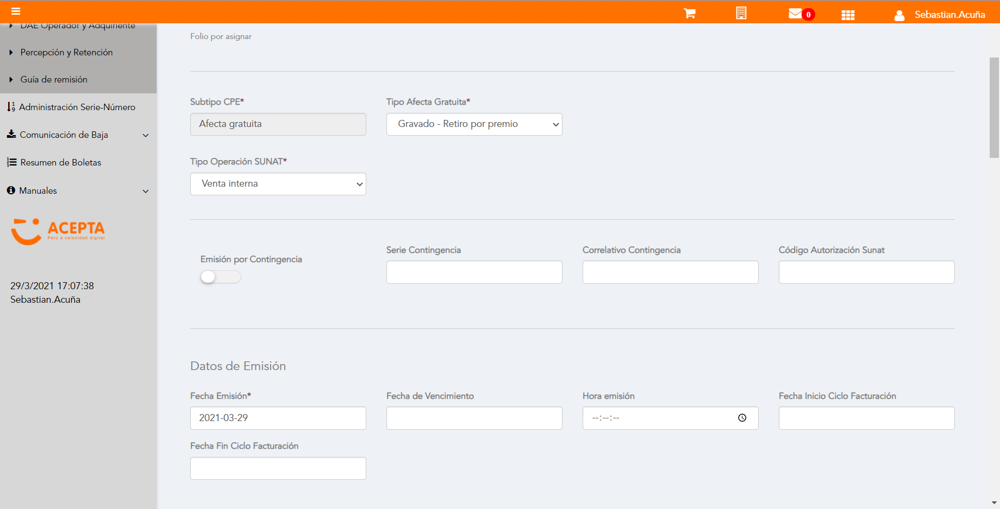 0
Sebastian.Acuña
DAE Operador y Adquiriente
Percepción y Retención
Guía de remisión
Administración Serie-Número
Comunicación de Baja
Resumen de Boletas
Manuales
ACEPTA
Perú a velocidad digital
29/3/2021 17:07:38
Sebastian.Acuña
Folio por asignar
Subtipo CPE*
Tipo Afecta Gratuita*
Afecta gratuita
Gravado - Retiro por premio
Tipo Operación SUNAT*
Venta interna
Emisión por Contingencia
Serie Contingencia
Correlativo Contingencia
Código Autorización Sunat
Datos de Emisión
Fecha Emisión*
Fecha de Vencimiento
Hora emisión
Fecha Inicio Ciclo Facturación
2021-03-29
--:--:--
Fecha Fin Ciclo Facturación